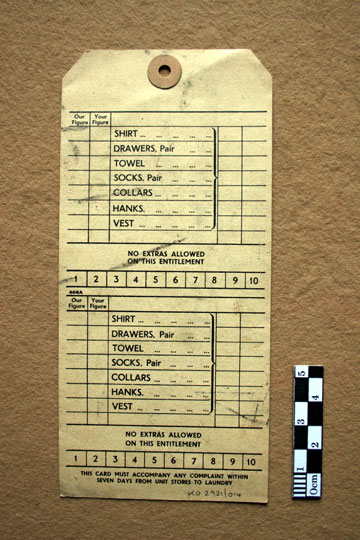 Our Figure Your Figure
SHIRT ... ... ... ... ...
DRAWERS, Pair ... ... ...
TOWEL ... ... ... ...
SOCKS, Pair ... ... ... ...
COLLARS ... ... ... ...
HANKS. ... ... ... ...
VEST ... ... ... ... ...
NO EXTRAS ALLOWED
ON THIS ENTITLEMENT
1 2 3 4 5 6 7 8 9 10
Our Figure Your Figure
SHIRT ... ... ... ... ...
DRAWERS, Pair ... ... ...
TOWEL ... ... ... ...
SOCKS, Pair ... ... ... ...
COLLARS ... ... ... ...
HANKS. ... ... ... ...
VEST ... ... ... ... ...
NO EXTRAS ALLOWED
ON THIS ENTITLEMENT
1 2 3 4 5 6 7 8 9 10
THIS CARD MUST ACCOMPANY ANY COMPLAINT WITHIN
SEVEN DAYS FROM UNIT STORES TO LAUNDRY
0cm 1 2 3 4 5